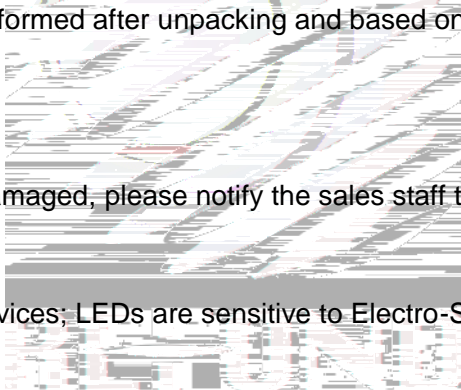 formed after unpacking and based on
maged, please notify the sales staff t
vices; LEDs are sensitive to Electro-S